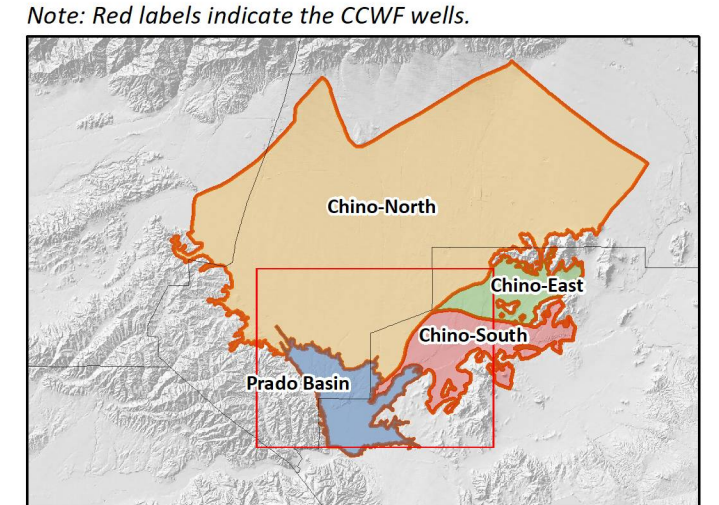 Note: Red labels indicate the CCWF wells.
Chino-North
Chino-East
Chino-South
Prado Basin